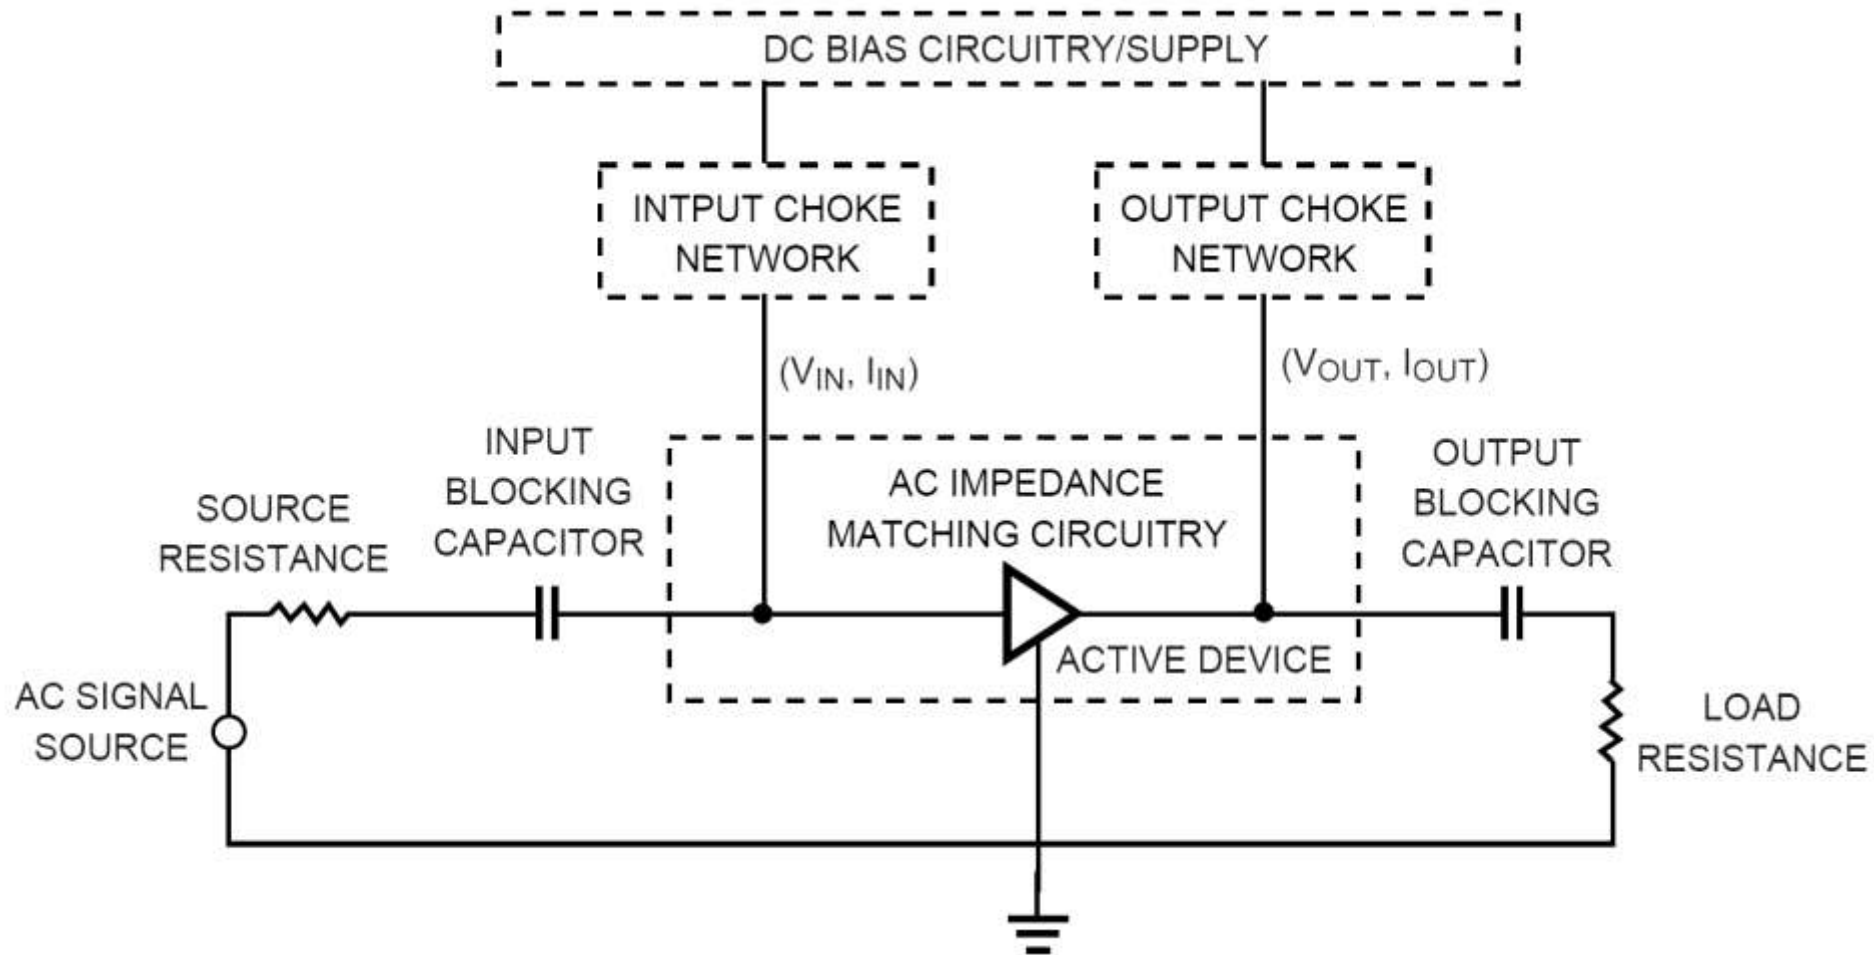 DC BIAS CIRCUITRY/SUPPLY
INTPUT CHOKE
NETWORK
OUTPUT CHOKE
NETWORK
(VIN, IIN)
(VOUT, IOUT)
INPUT
BLOCKING
CAPACITOR
SOURCE
RESISTANCE
AC IMPEDANCE
MATCHING CIRCUITRY
OUTPUT
BLOCKING
CAPACITOR
ACTIVE DEVICE
AC SIGNAL
SOURCE
LOAD
RESISTANCE